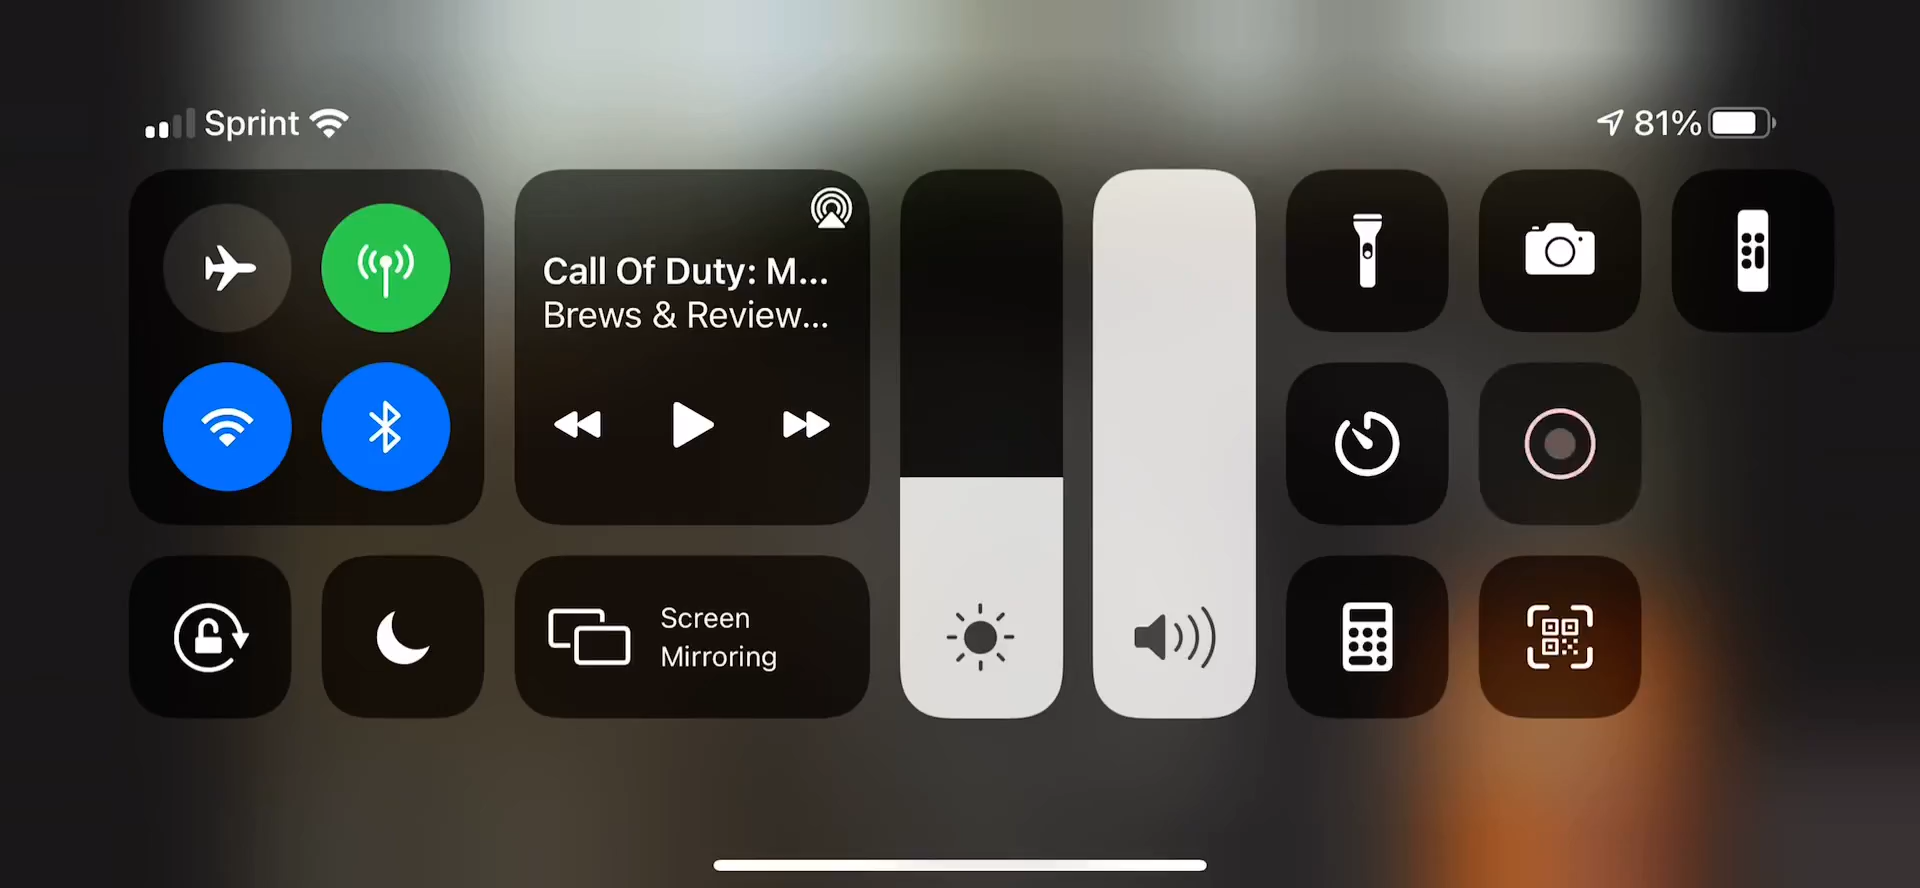 Sprint
81%
Call Of Duty: M...
Brews & Review...
Screen
Mirroring